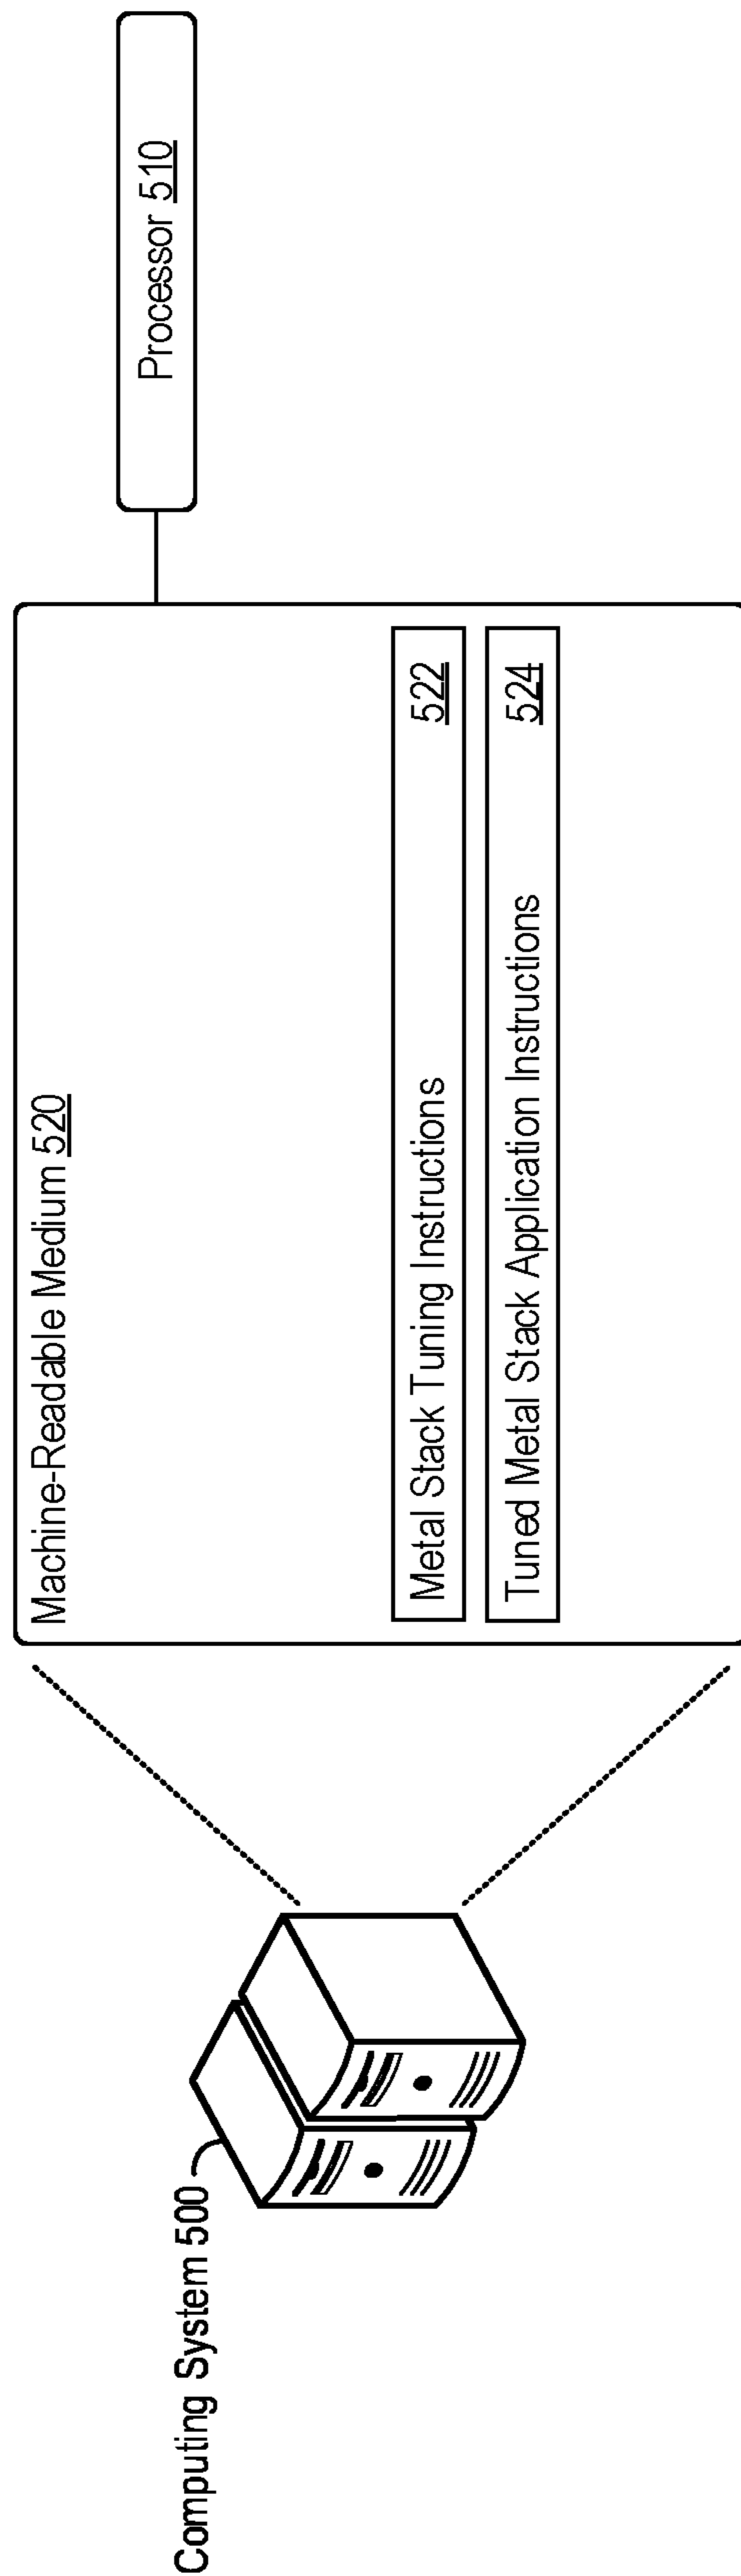 Computing System 500
Machine-Readable Medium 520
Metal Stack Tuning Instructions 522
Tuned Metal Stack Application Instructions 524
Processor 510